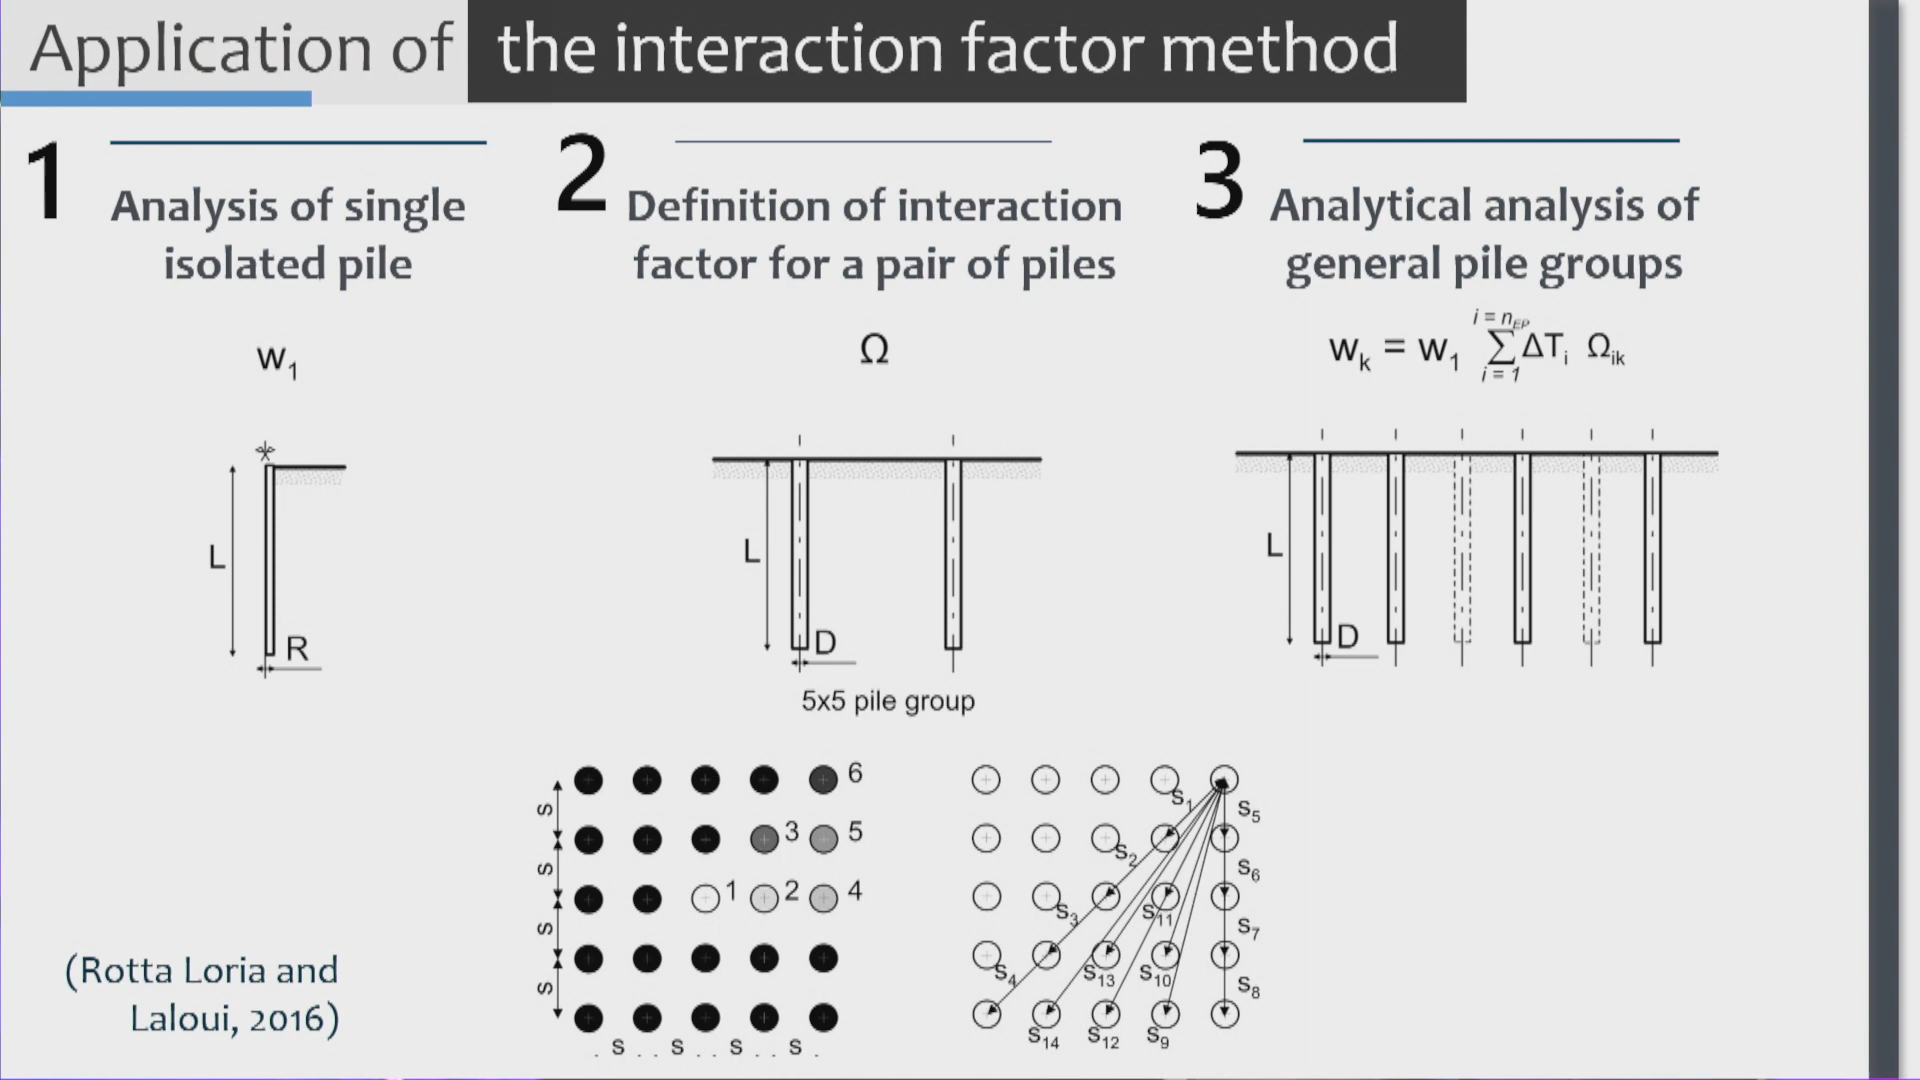 Application of the interaction factor method
1
Analysis of single
isolated pile
w1
L
R
2
Definition of interaction
factor for a pair of piles
Ω
L
D
3
Analytical analysis of
general pile groups
i = nEP
wk = w1 ∑ ΔTi Ωik
i = 1
L
D
5x5 pile group
6
3 5
1 2 4
s
s
s
s
s s s s
s1
s5
s2
s6
s3
s11
s7
s4
s13
s10
s8
s14
s12
s9
(Rotta Loria and
Laloui, 2016)